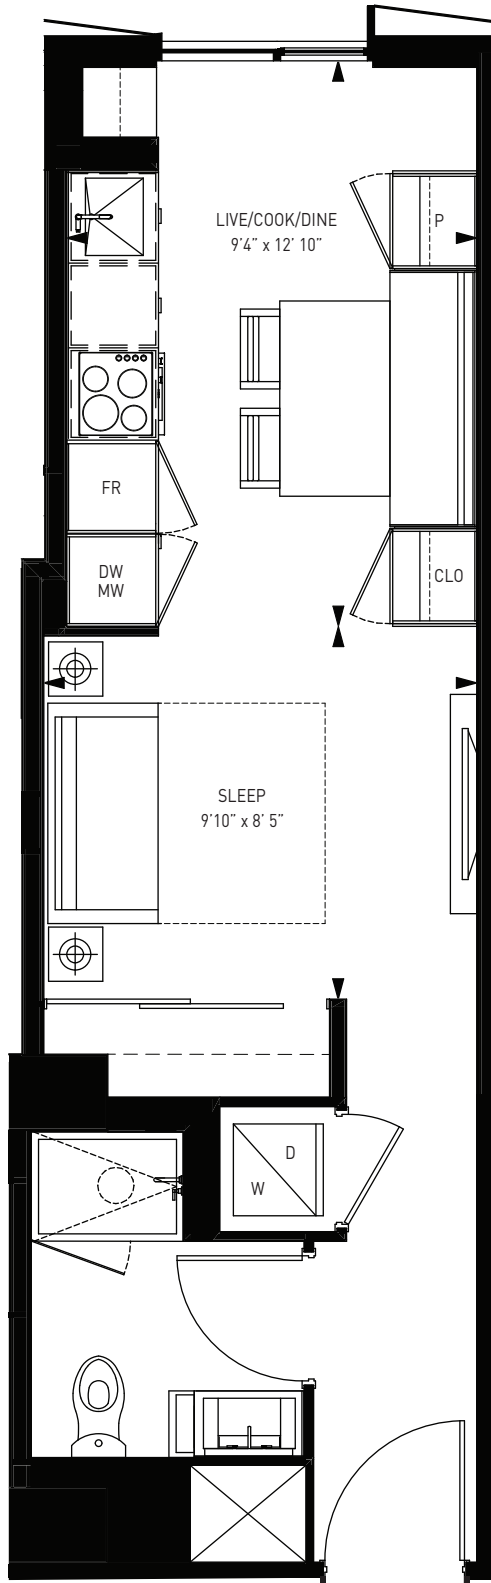 LIVE/COOK/DINE
9'4" x 12' 10"
P
FR
DW
MW
CLO
SLEEP
9'10" x 8' 5"
D
W